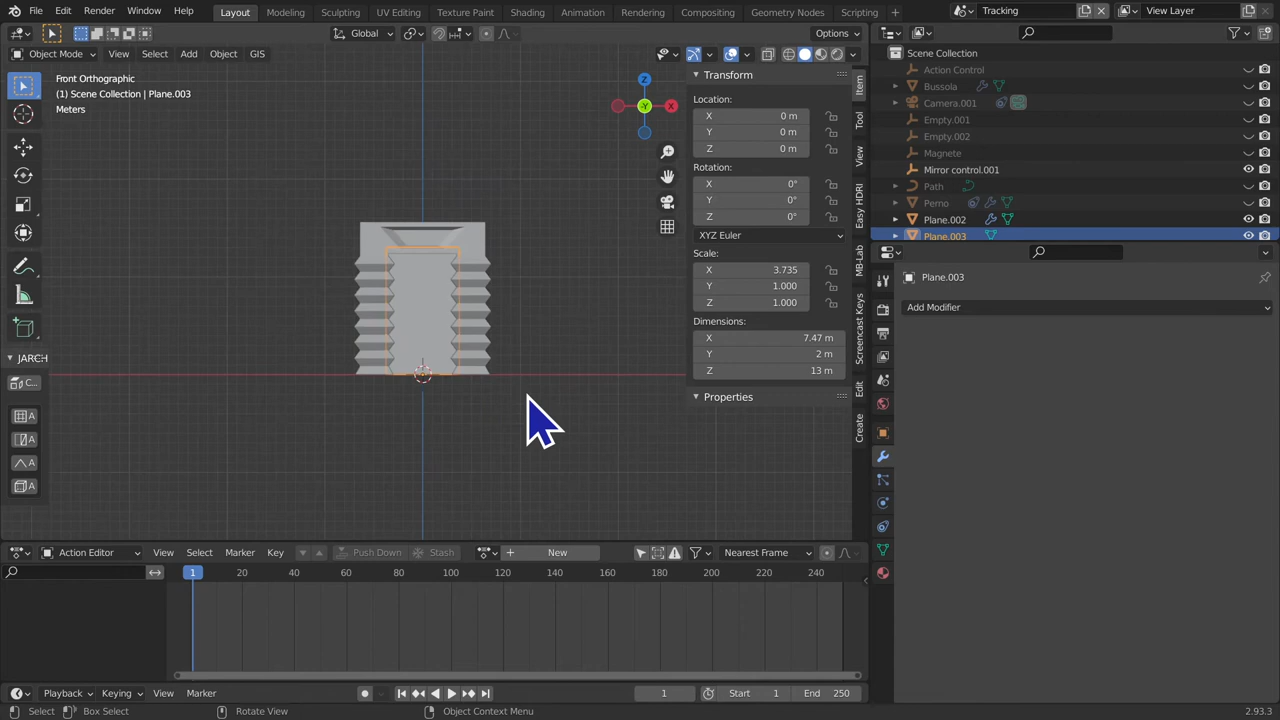 File Edit Render Window Help
Layout Modeling Sculpting UV Editing Texture Paint Shading Animation Rendering Compositing Geometry Nodes Scripting +
Tracking View Layer
Global Options
Object Mode View Select Add Object GIS
Front Orthographic
(1) Scene Collection | Plane.003
Meters
Z
-Y X
JARCH
C...
A
A
A
A
Transform
Location:
X 0 m
Y 0 m
Z 0 m
Rotation:
X 0°
Y 0°
Z 0°
XYZ Euler
Scale:
X 3.735
Y 1.000
Z 1.000
Dimensions:
X 7.47 m
Y 2 m
Z 13 m
Properties
Item
Tool
View
Easy HDRI
MB-Lab
Screencast Keys
Edit
Create
Scene Collection
Action Control
Bussola
Camera.001
Empty.001
Empty.002
Magnete
Mirror control.001
Path
Perno
Plane.002
Plane.003
Plane.003
Add Modifier
Action Editor View Select Marker Key Push Down Stash + New Nearest Frame
1 20 40 60 80 100 120 140 160 180 200 220 240
Playback Keying View Marker 1 Start 1 End 250
Select Box Select Rotate View Object Context Menu 2.93.3